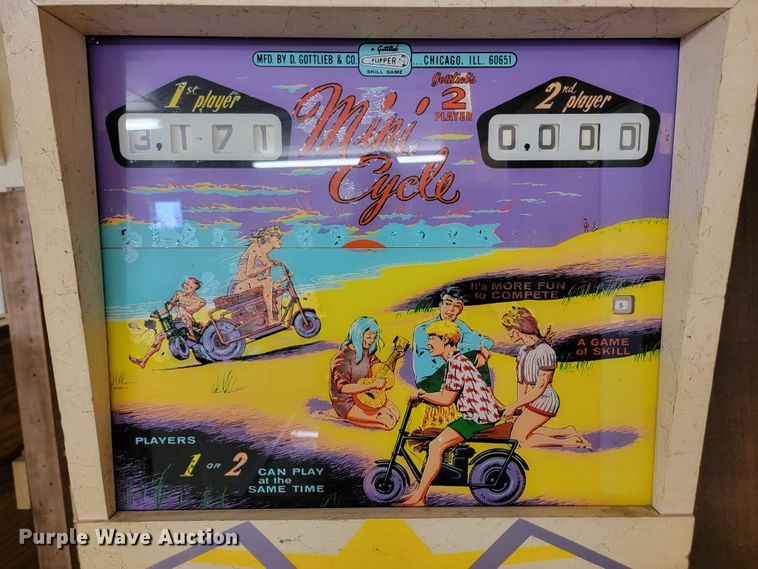 a Gottlieb
FLIPPER
SKILL GAME
MFD. BY D. GOTTLIEB & CO. ...CHICAGO, ILL. 60651
Gottlieb's
2
PLAYER
1st player
3,171
2nd player
0,000
Mini
Cycle
It's MORE FUN
to COMPETE
5
A GAME
of SKILL
PLAYERS
1 OR 2
CAN PLAY
at the
SAME TIME
Purple Wave Auction